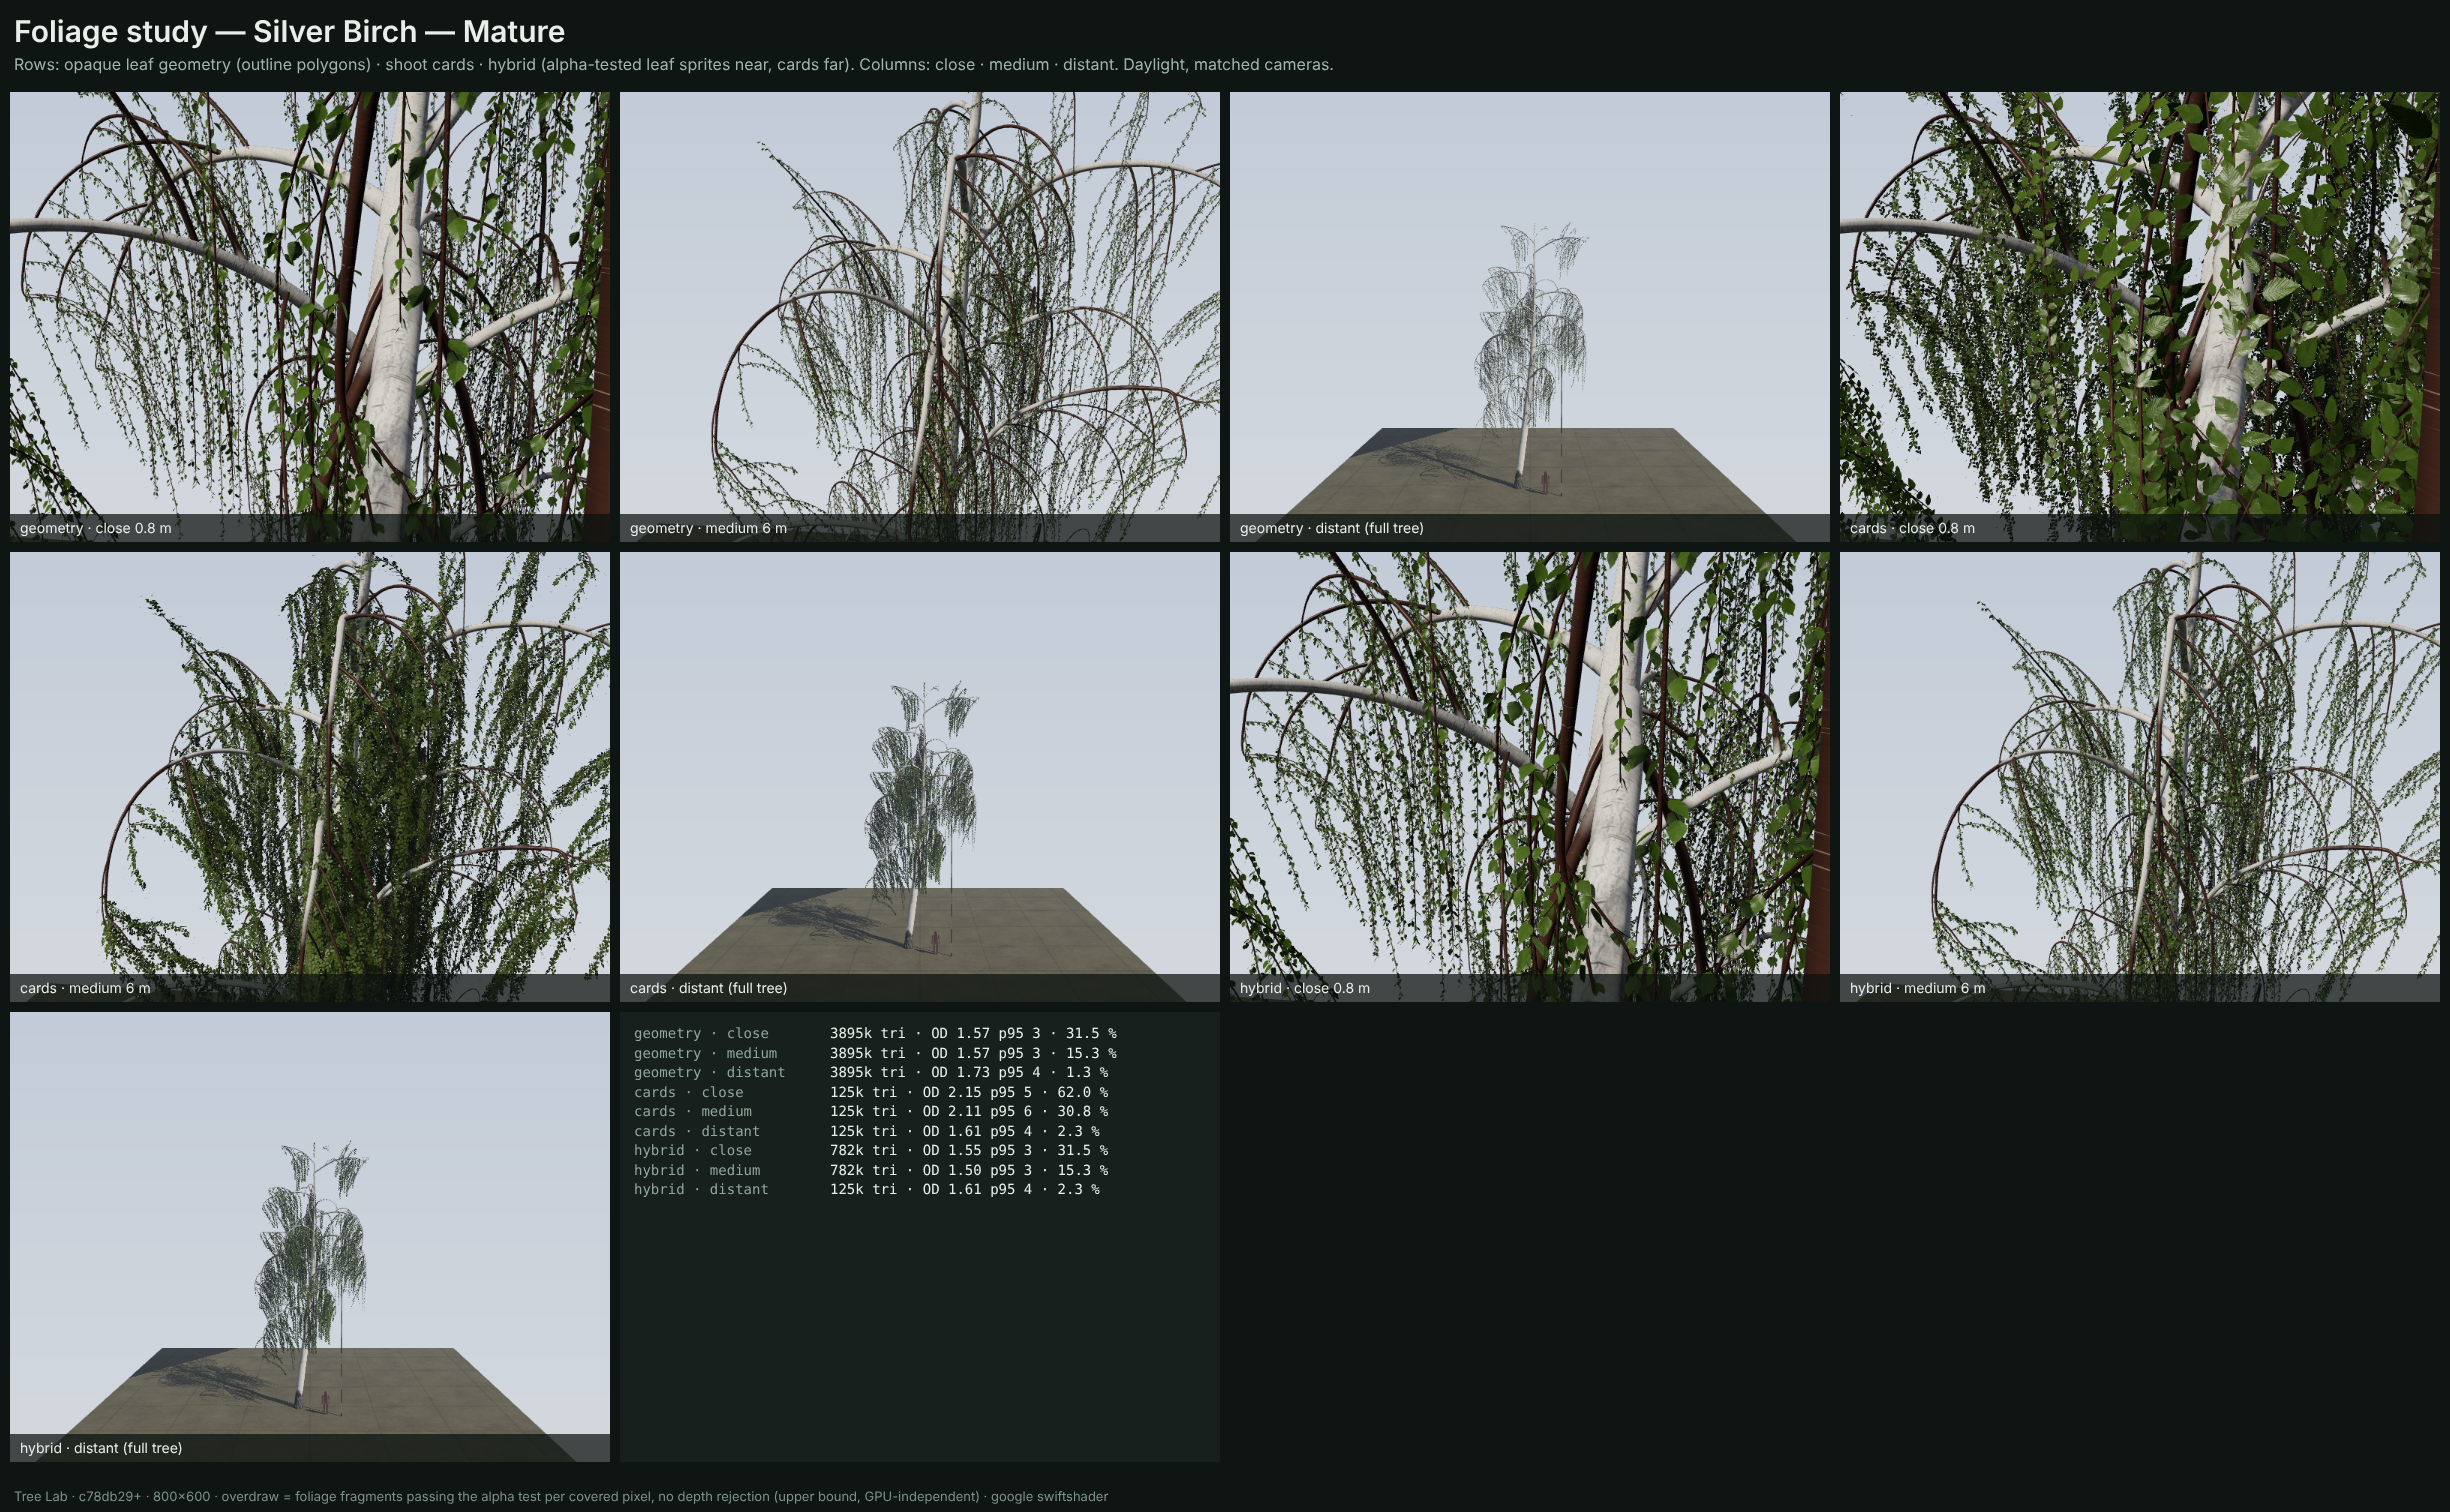 Foliage study — Silver Birch — Mature
Rows: opaque leaf geometry (outline polygons) · shoot cards · hybrid (alpha-tested leaf sprites near, cards far). Columns: close · medium · distant. Daylight, matched cameras.
geometry · close 0.8 m
geometry · medium 6 m
geometry · distant (full tree)
cards · close 0.8 m
cards · medium 6 m
cards · distant (full tree)
hybrid · close 0.8 m
hybrid · medium 6 m
hybrid · distant (full tree)
geometry · close 3895k tri · OD 1.57 p95 3 · 31.5 %
geometry · medium 3895k tri · OD 1.57 p95 3 · 15.3 %
geometry · distant 3895k tri · OD 1.73 p95 4 · 1.3 %
cards · close 125k tri · OD 2.15 p95 5 · 62.0 %
cards · medium 125k tri · OD 2.11 p95 6 · 30.8 %
cards · distant 125k tri · OD 1.61 p95 4 · 2.3 %
hybrid · close 782k tri · OD 1.55 p95 3 · 31.5 %
hybrid · medium 782k tri · OD 1.50 p95 3 · 15.3 %
hybrid · distant 125k tri · OD 1.61 p95 4 · 2.3 %
Tree Lab · c78db29+ · 800×600 · overdraw = foliage fragments passing the alpha test per covered pixel, no depth rejection (upper bound, GPU-independent) · google swiftshader